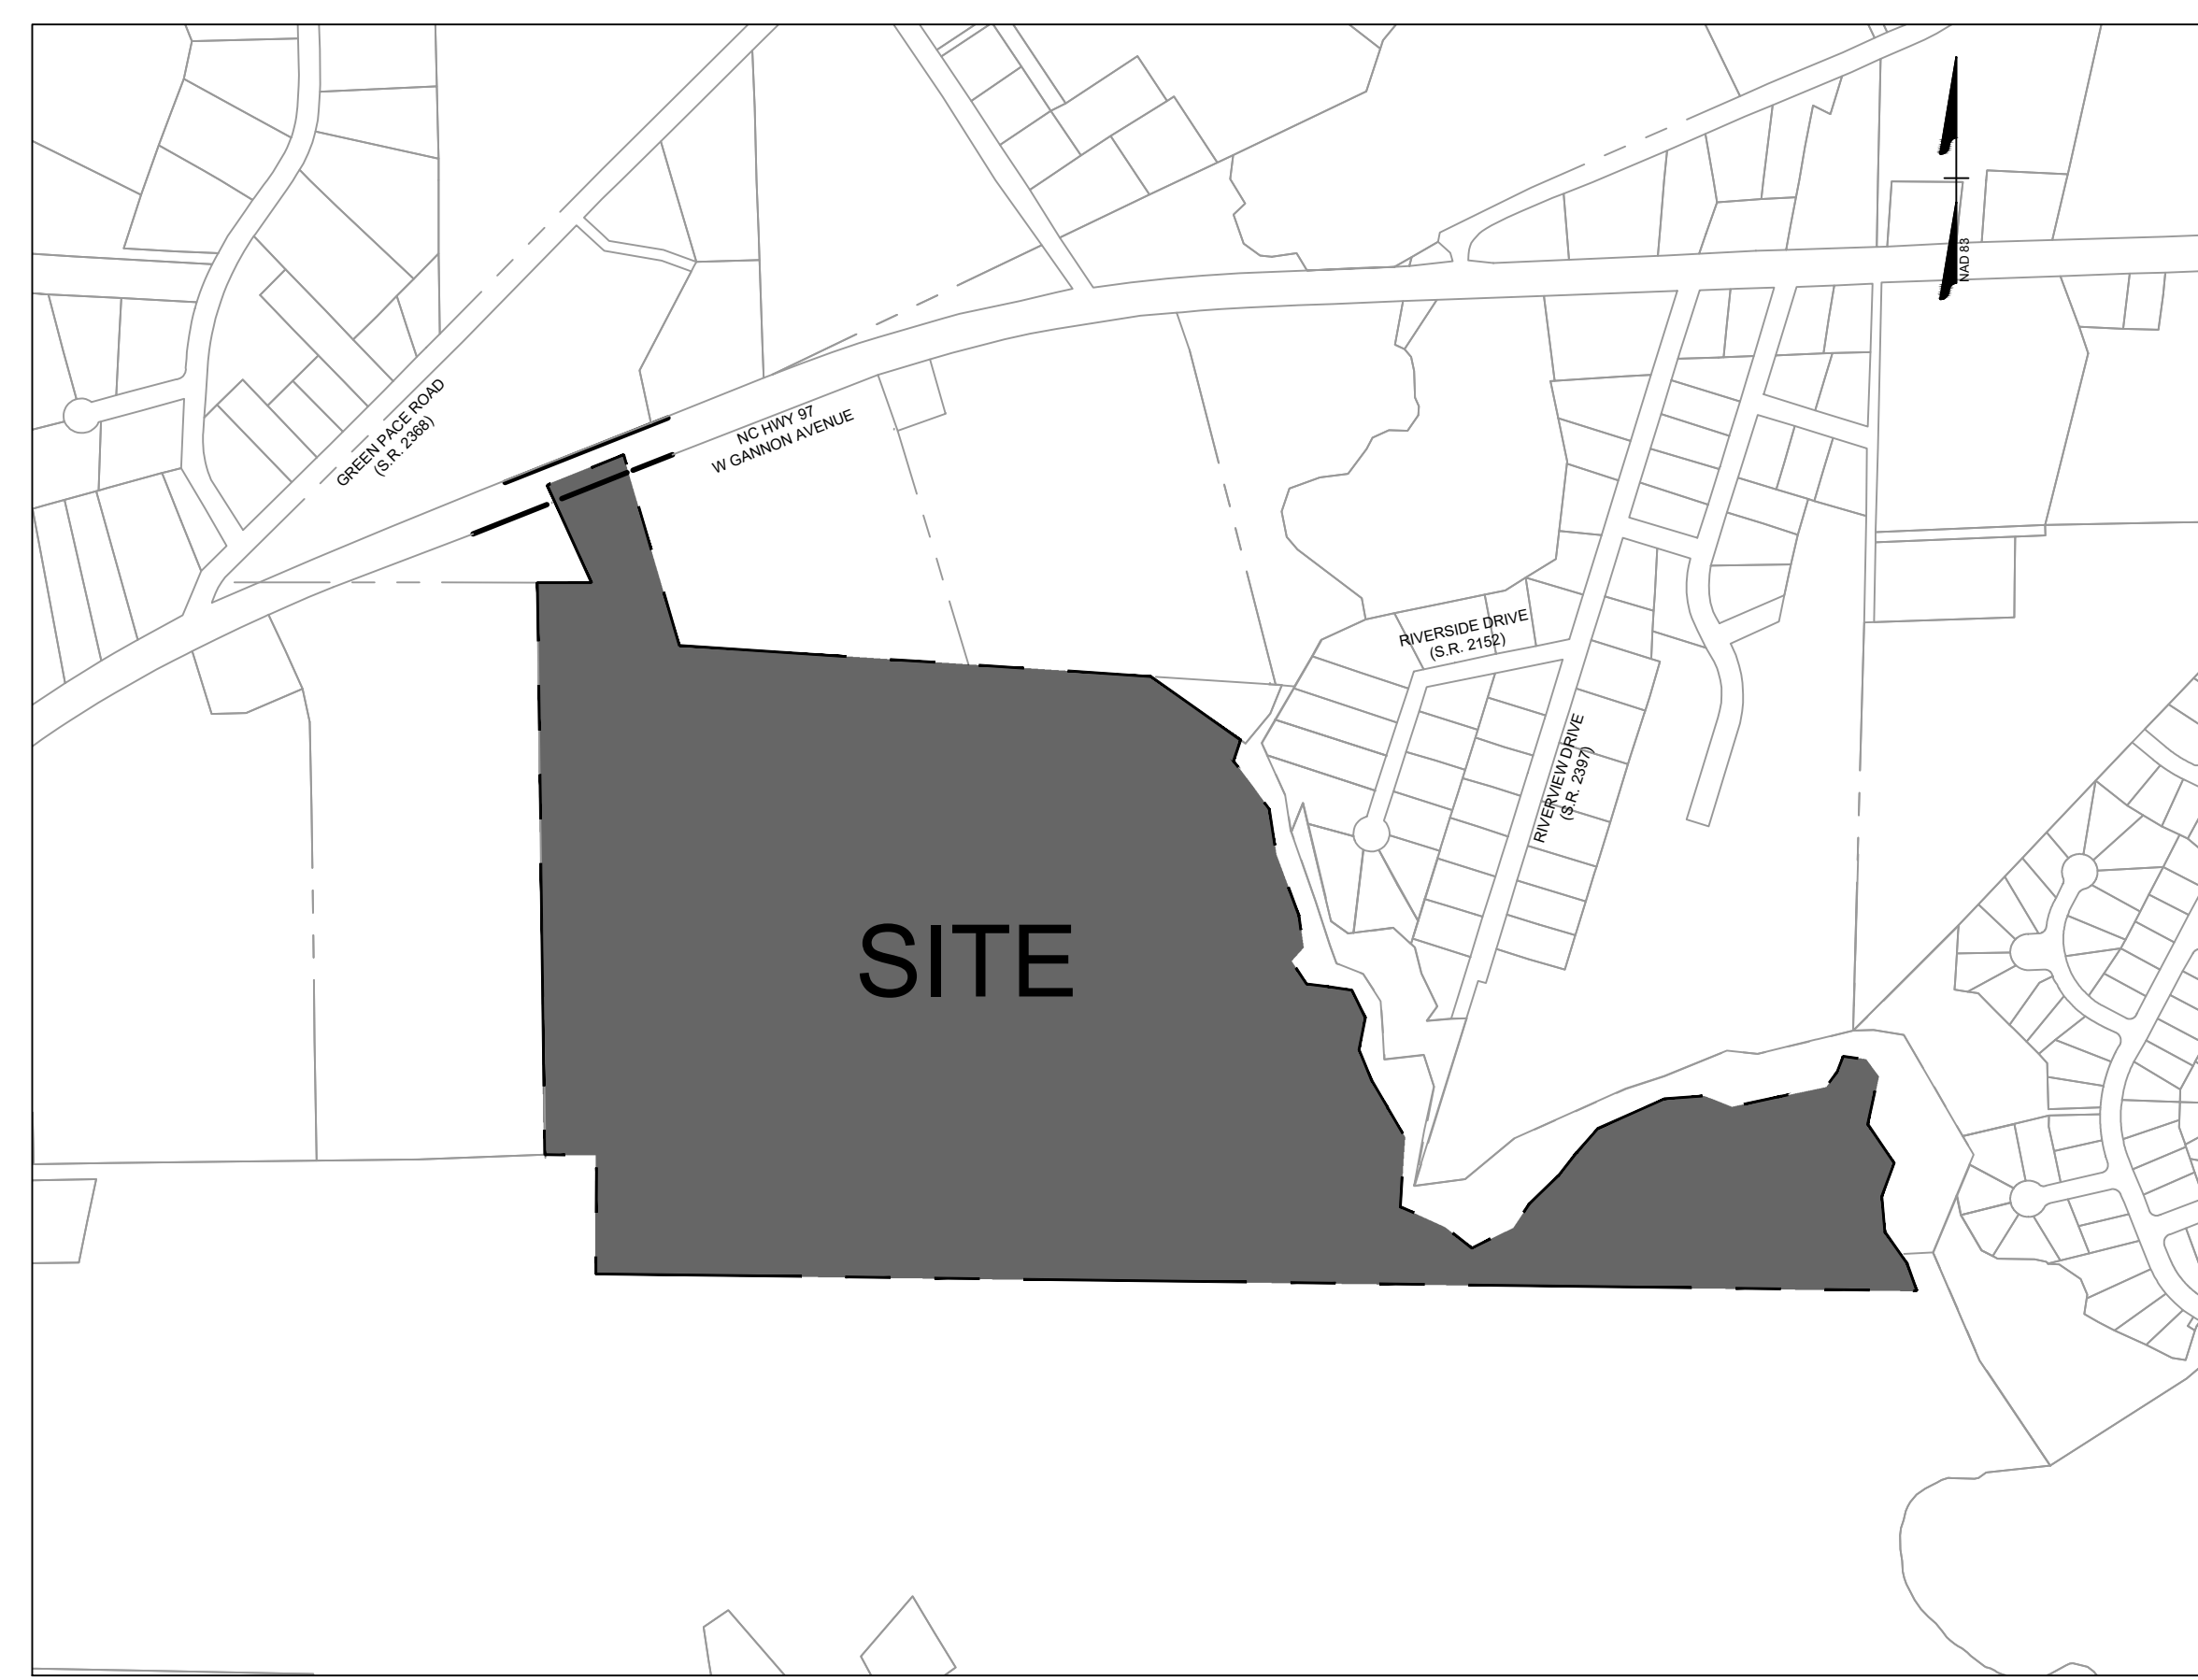 NAD 83
GREEN PACE ROAD
(S.R. 2368)
NC HWY 97
W GANNON AVENUE
RIVERSIDE DRIVE
(S.R. 2152)
RIVERVIEW DRIVE
(S.R. 2397)
SITE